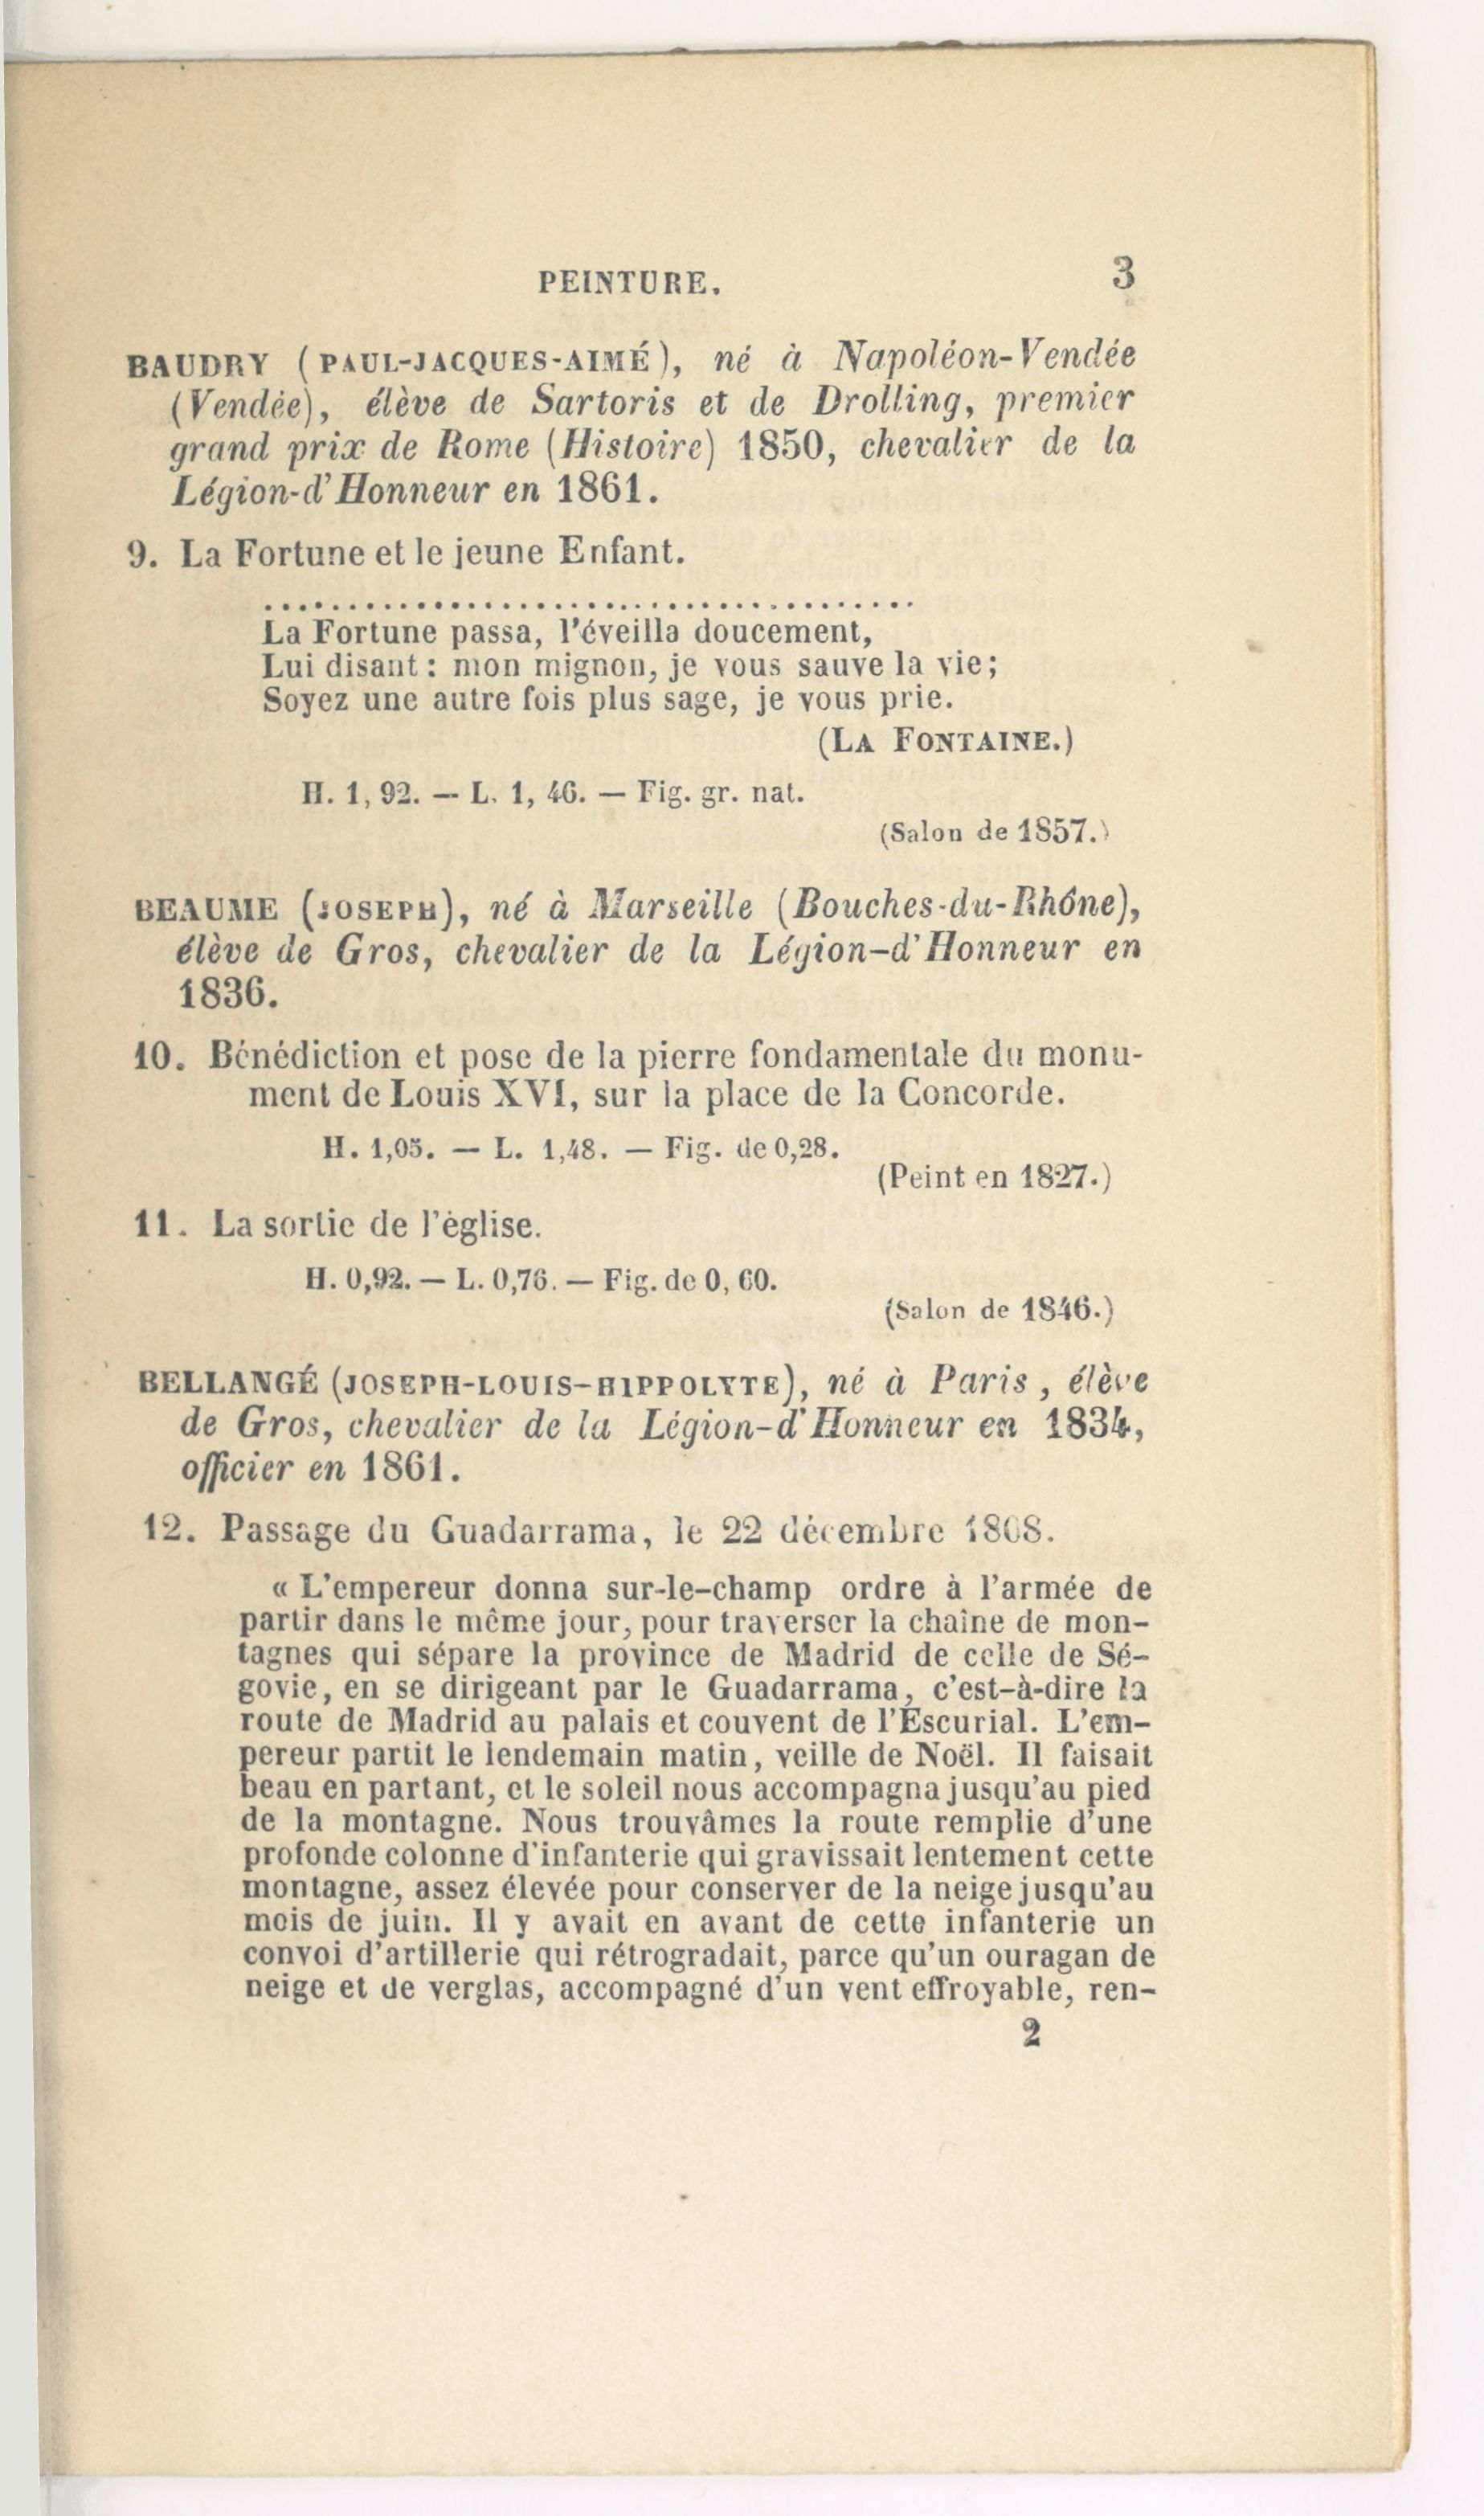 PEINTURE. 3
BAUDRY (PAUL-JACQUES-AIMÉ), né à Napoléon-Vendée
(Vendée), élève de Sartoris et de Drolling, premier
grand prix de Rome (Histoire) 1850, chevalier de la
Légion-d'Honneur en 1861.
9. La Fortune et le jeune Enfant.
.......................................
La Fortune passa, l'éveilla doucement,
Lui disant : mon mignon, je vous sauve la vie;
Soyez une autre fois plus sage, je vous prie.
(LA FONTAINE.)
H. 1, 92. — L. 1, 46. — Fig. gr. nat.
(Salon de 1857.)
BEAUME (JOSEPH), né à Marseille (Bouches-du-Rhône),
élève de Gros, chevalier de la Légion-d'Honneur en
1836.
10. Bénédiction et pose de la pierre fondamentale du monu-
ment de Louis XVI, sur la place de la Concorde.
H. 1,05. — L. 1,48. — Fig. de 0,28.
(Peint en 1827.)
11. La sortie de l'église.
H. 0,92. — L. 0,76. — Fig. de 0, 60.
(Salon de 1846.)
BELLANGÉ (JOSEPH-LOUIS-HIPPOLYTE), né à Paris, élève
de Gros, chevalier de la Légion-d'Honneur en 1834,
officier en 1861.
12. Passage du Guadarrama, le 22 décembre 1808.
« L'empereur donna sur-le-champ ordre à l'armée de
partir dans le même jour, pour traverser la chaîne de mon-
tagnes qui sépare la province de Madrid de celle de Sé-
govie, en se dirigeant par le Guadarrama, c'est-à-dire la
route de Madrid au palais et couvent de l'Escurial. L'em-
pereur partit le lendemain matin, veille de Noël. Il faisait
beau en partant, et le soleil nous accompagna jusqu'au pied
de la montagne. Nous trouvâmes la route remplie d'une
profonde colonne d'infanterie qui gravissait lentement cette
montagne, assez élevée pour conserver de la neige jusqu'au
mois de juin. Il y avait en avant de cette infanterie un
convoi d'artillerie qui rétrogradait, parce qu'un ouragan de
neige et de verglas, accompagné d'un vent effroyable, ren-
2